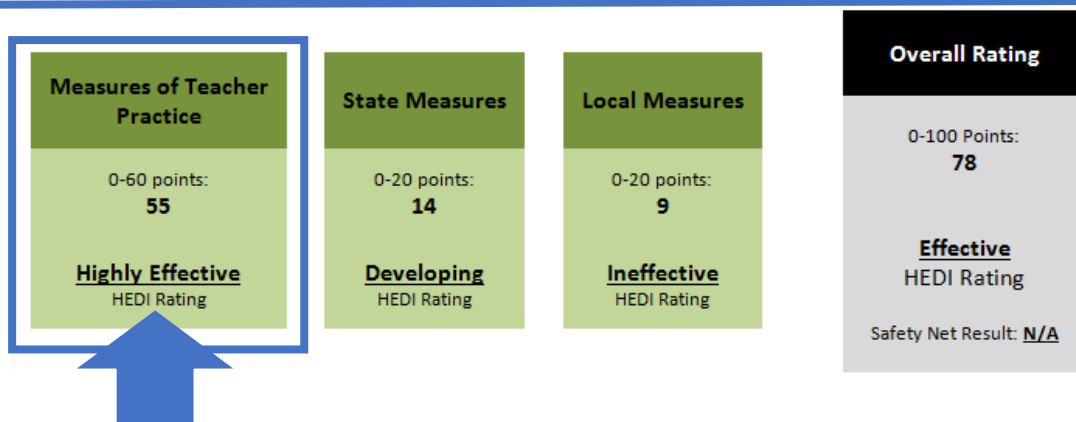 Measures of Teacher
Practice
0-60 points:
55
Highly Effective
HEDI Rating
State Measures
0-20 points:
14
Developing
HEDI Rating
Local Measures
0-20 points:
9
Ineffective
HEDI Rating
Overall Rating
0-100 Points:
78
Effective
HEDI Rating
Safety Net Result: N/A